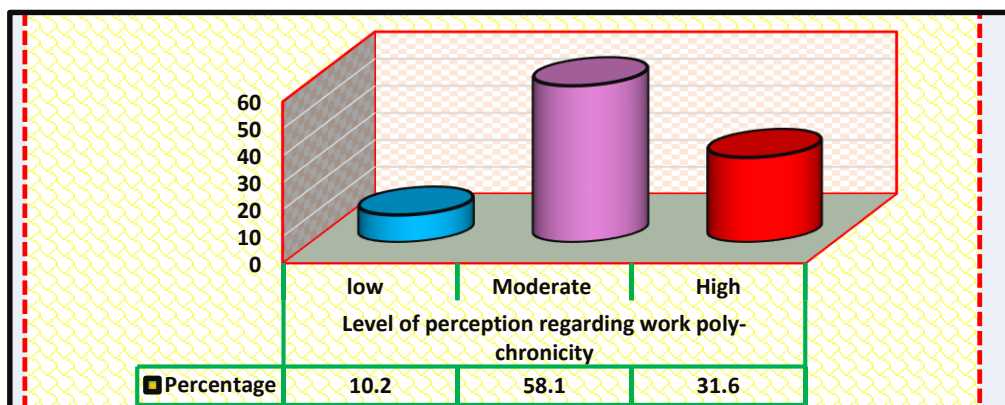 60
50
40
30
20
10
0
low Moderate High
Level of perception regarding work poly-
chronicity
Percentage 10.2 58.1 31.6